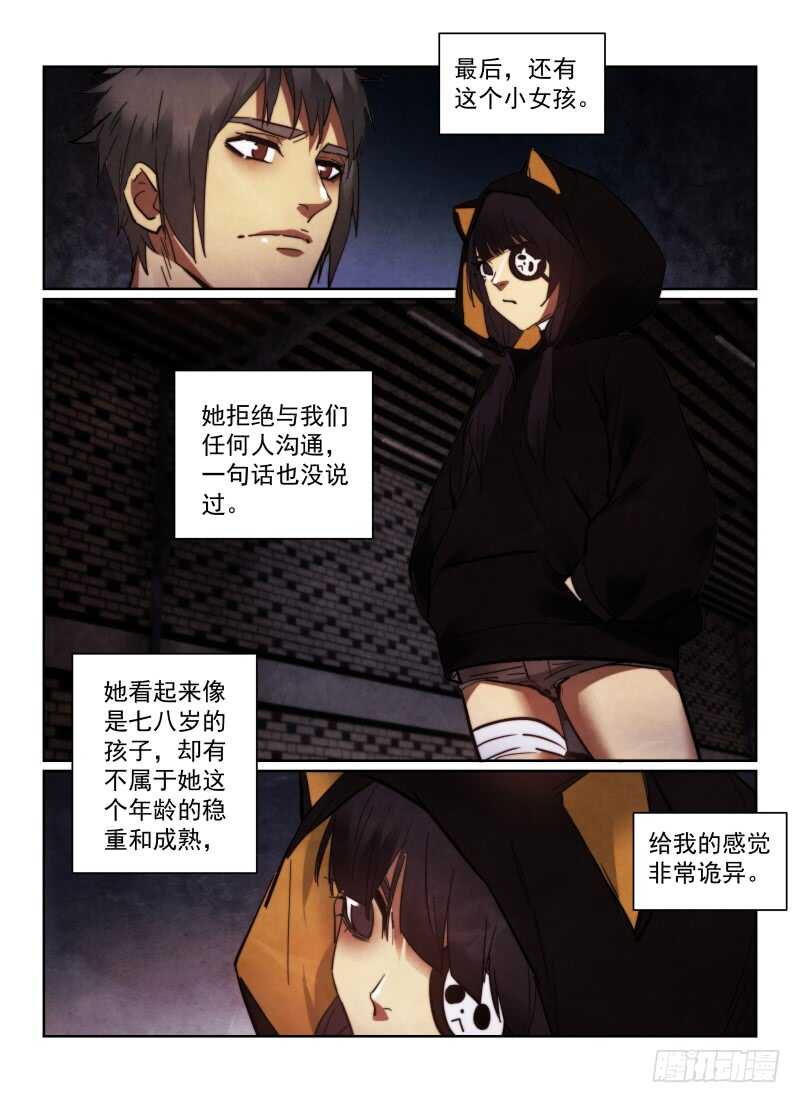 最后，还有
这个小女孩。
她拒绝与我们
任何人沟通，
一句话也没说
过。
她看起来像
是七八岁的
孩子，却有
不属于她这
个年龄的稳
重和成熟，
给我的感觉
非常诡异。
腾讯动漫